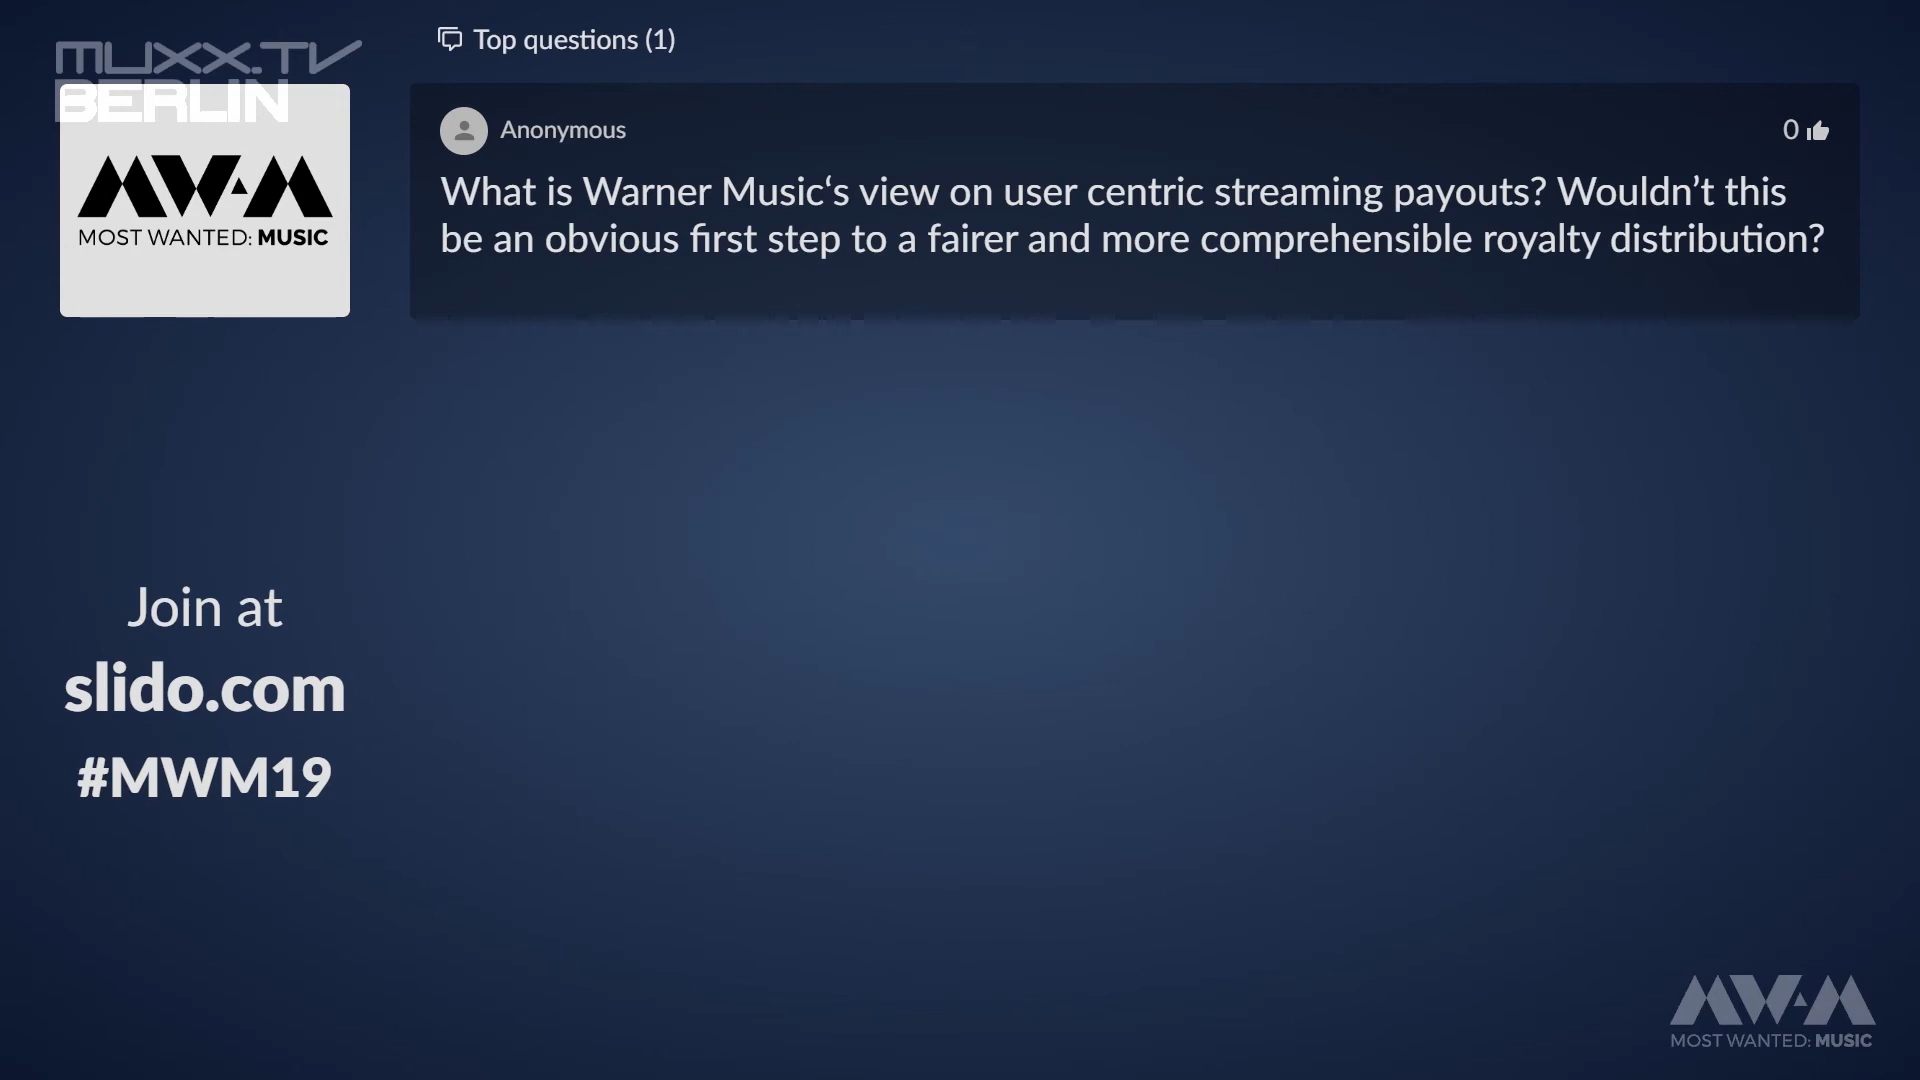 MUXX.TV
BERLIN
MW:M
MOST WANTED: MUSIC
Top questions (1)
Anonymous
0
What is Warner Music‘s view on user centric streaming payouts? Wouldn’t this
be an obvious first step to a fairer and more comprehensible royalty distribution?
Join at
slido.com
#MWM19
MW:M
MOST WANTED: MUSIC